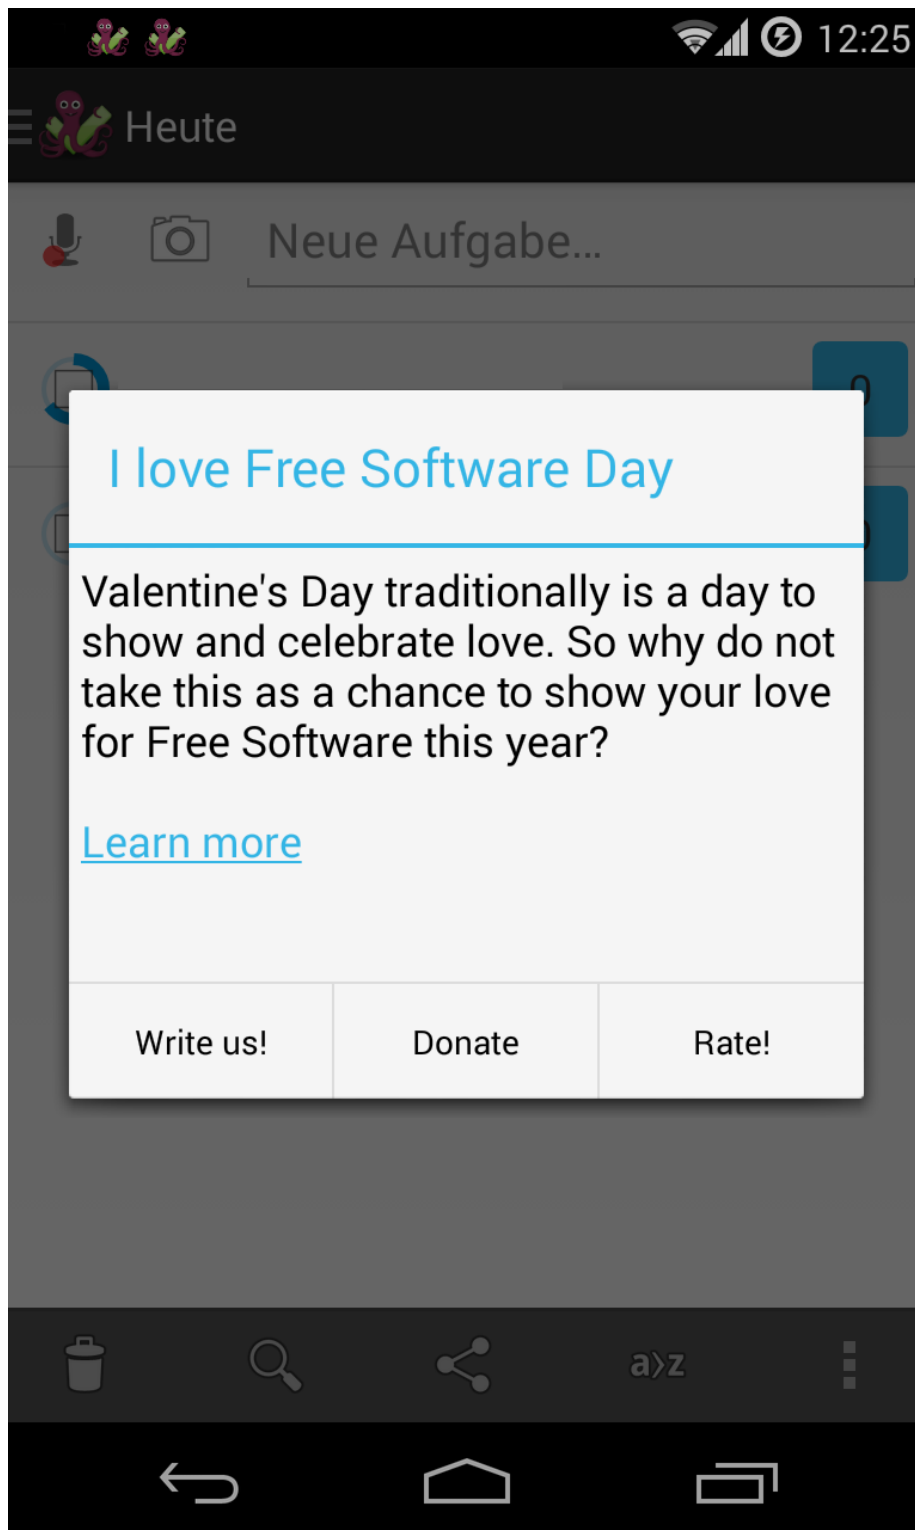 12:25
Heute
Neue Aufgabe...
0
I love Free Software Day
Valentine's Day traditionally is a day to
show and celebrate love. So why do not
take this as a chance to show your love
for Free Software this year?
Learn more
Write us!
Donate
Rate!
a>z